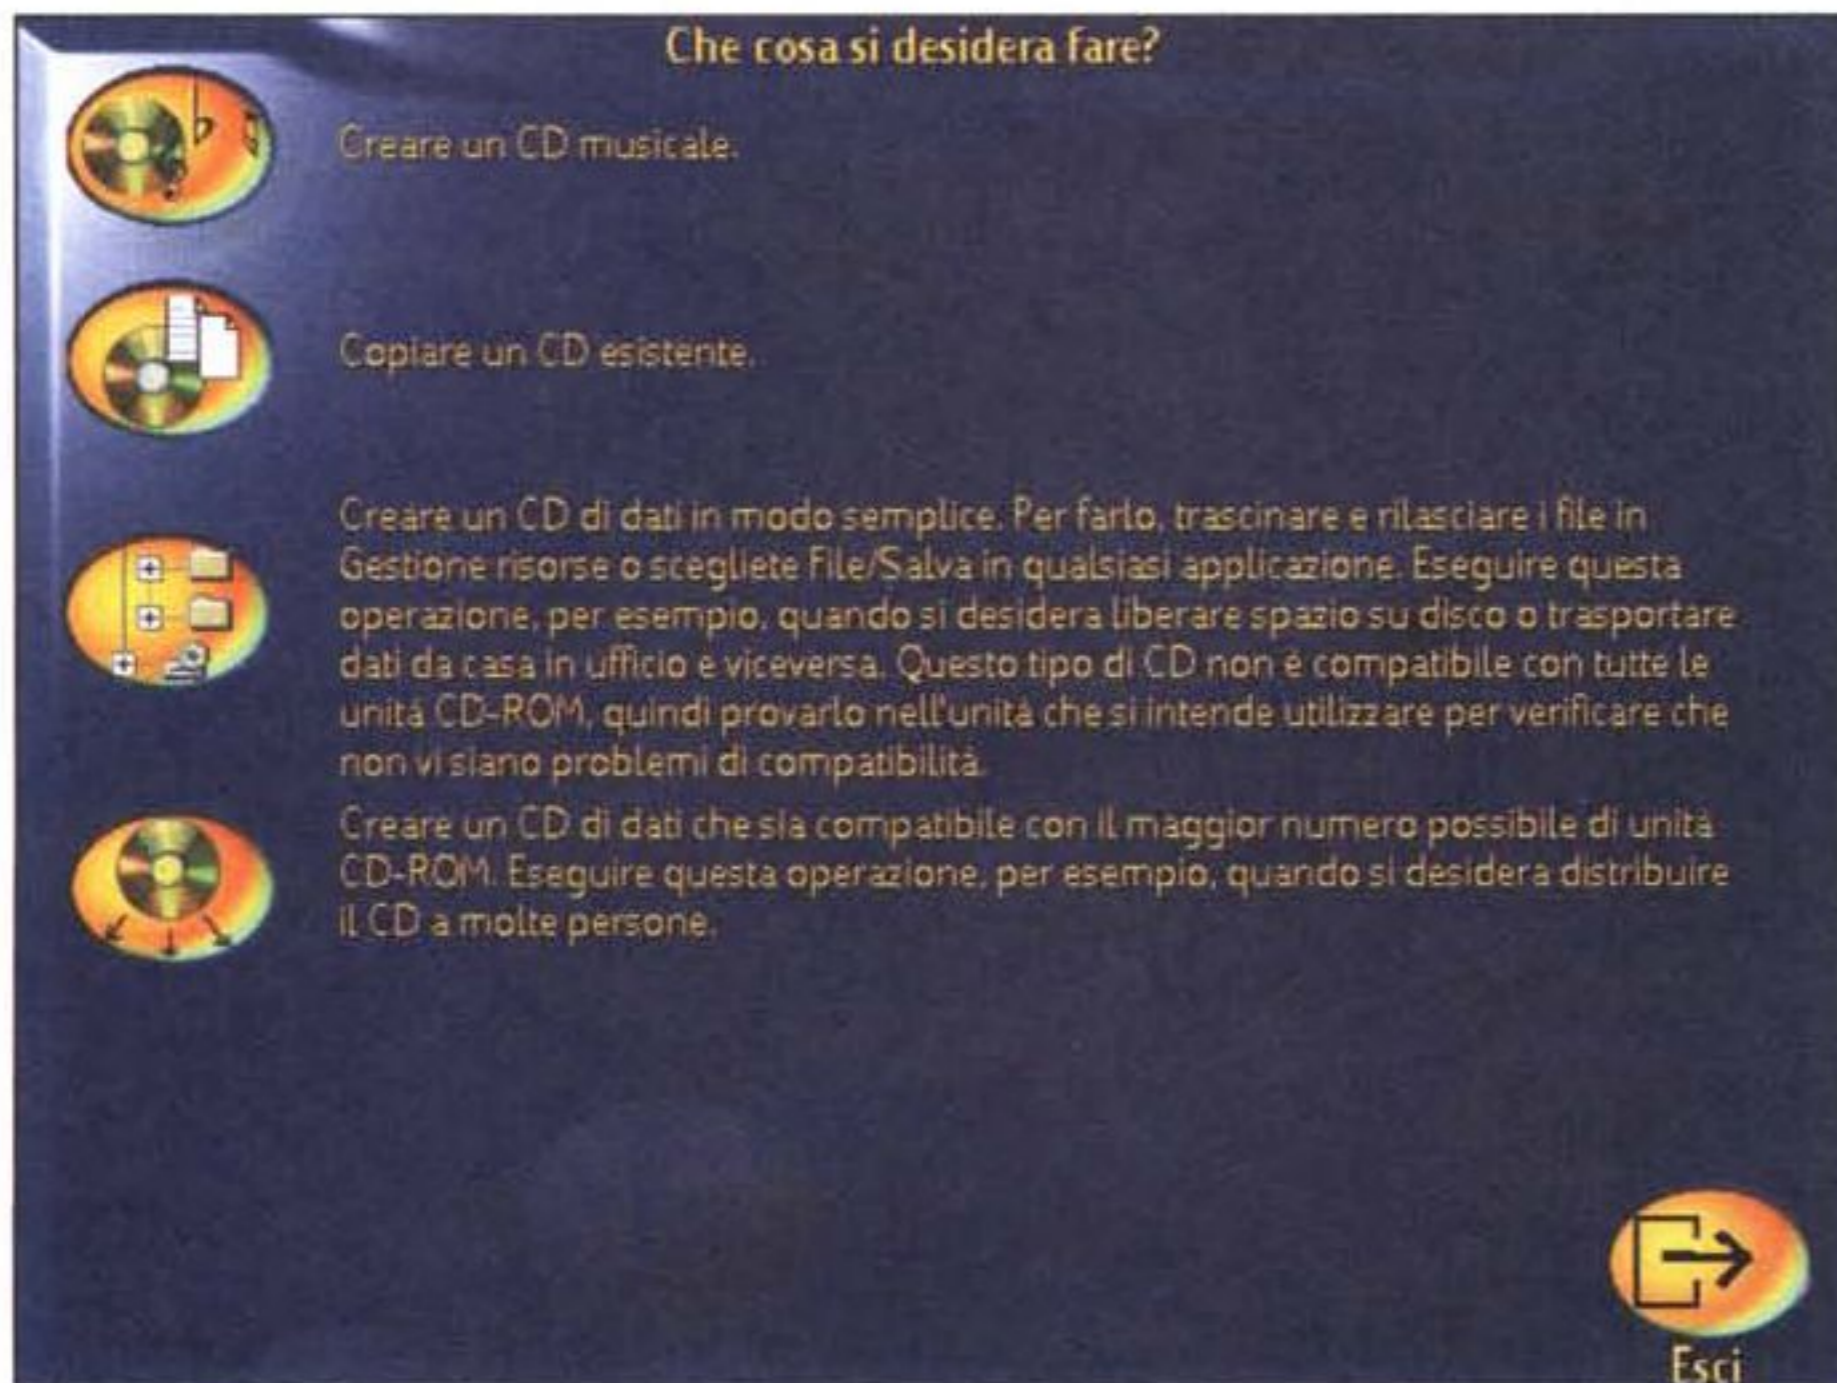 Che cosa si desidera fare?
Creare un CD musicale.
Copiare un CD esistente.
Creare un CD di dati in modo semplice. Per farlo, trascinare e rilasciare i file in
Gestione risorse o scegliete File/Salva in qualsiasi applicazione. Eseguire questa
operazione, per esempio, quando si desidera liberare spazio su disco o trasportare
dati da casa in ufficio e viceversa. Questo tipo di CD non è compatibile con tutte le
unità CD-ROM, quindi provarlo nell'unità che si intende utilizzare per verificare che
non vi siano problemi di compatibilità.
Creare un CD di dati che sia compatibile con il maggior numero possibile di unità
CD-ROM. Eseguire questa operazione, per esempio, quando si desidera distribuire
il CD a molte persone.
Esci